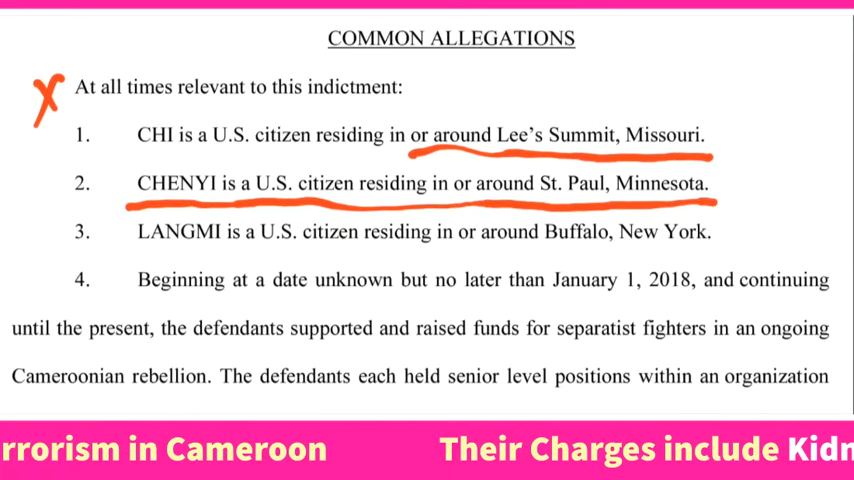 COMMON ALLEGATIONS
At all times relevant to this indictment:
1. CHI is a U.S. citizen residing in or around Lee's Summit, Missouri.
2. CHENYI is a U.S. citizen residing in or around St. Paul, Minnesota.
3. LANGMI is a U.S. citizen residing in or around Buffalo, New York.
4. Beginning at a date unknown but no later than January 1, 2018, and continuing
until the present, the defendants supported and raised funds for separatist fighters in an ongoing
Cameroonian rebellion. The defendants each held senior level positions within an organization
rrorism in Cameroon Their Charges include Kidn